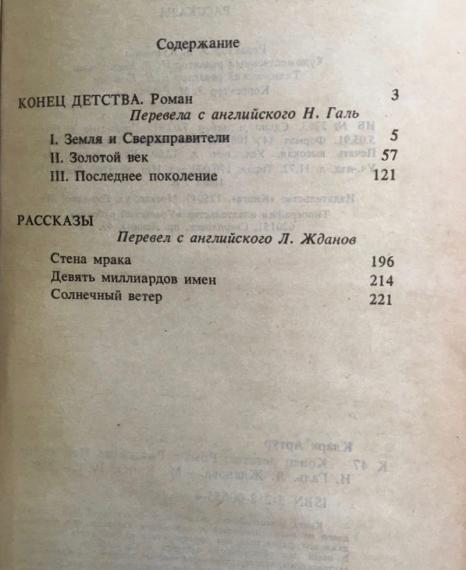 Содержание
КОНЕЦ ДЕТСТВА. Роман 3
Перевела с английского Н. Галь
I. Земля и Сверхправители 5
II. Золотой век 57
III. Последнее поколение 121
РАССКАЗЫ
Перевел с английского Л. Жданов
Стена мрака 196
Девять миллиардов имен 214
Солнечный ветер 221